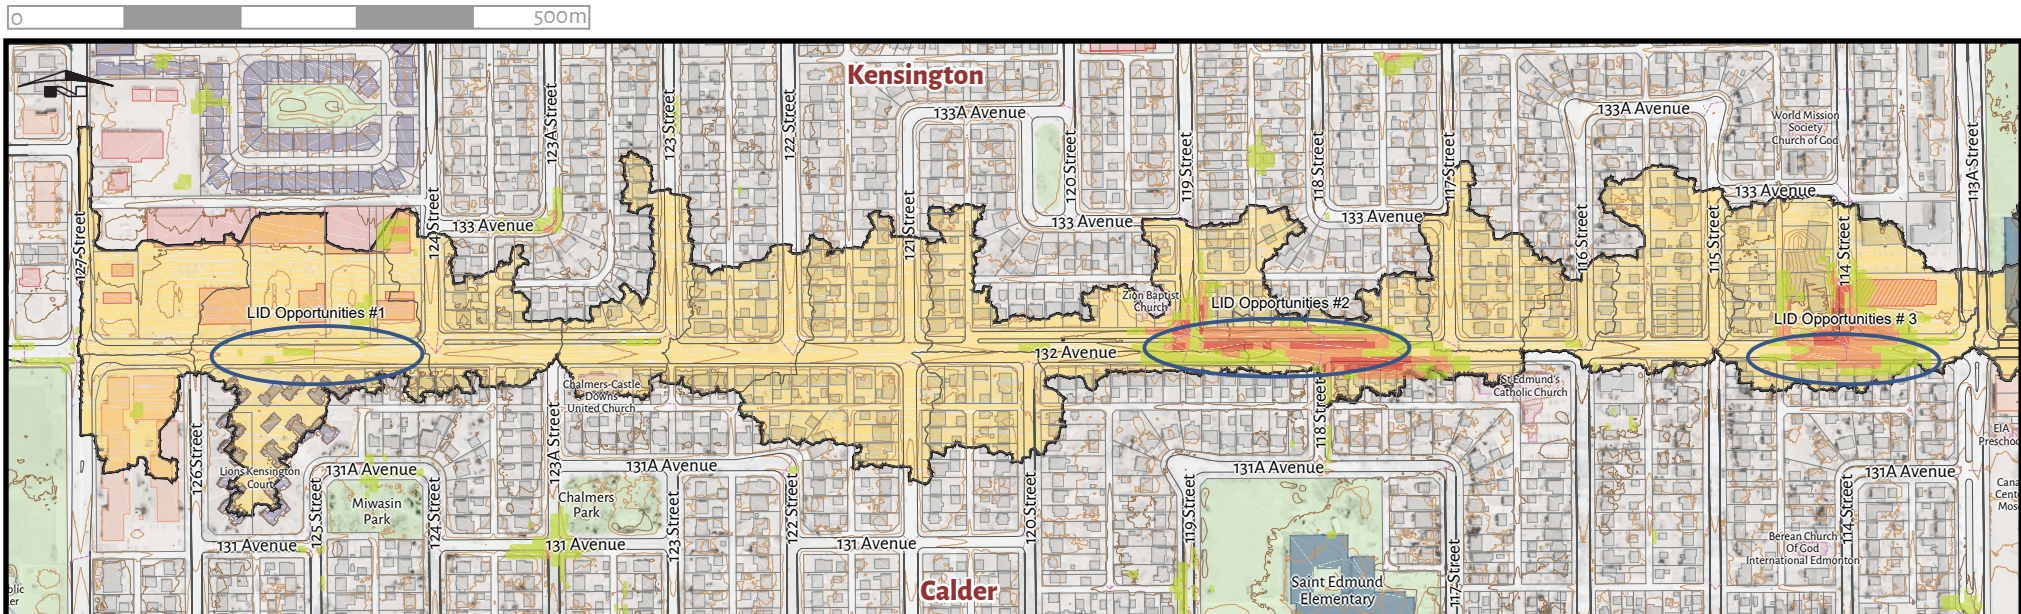 0 500m
Kensington
133A Avenue
133A Avenue
World Mission
Society
Church of God
123A Street
123 Street
122 Street
120 Street
119 Street
118 Street
117 Street
113A Street
133 Avenue
133 Avenue
133 Avenue
133 Avenue
127 Street
124 Street
121 Street
116 Street
115 Street
114 Street
Zion Baptist
Church
LID Opportunities #1
LID Opportunities #2
LID Opportunities # 3
132 Avenue
Chalmers-Castle
Downs
United Church
St Edmund's
Catholic Church
118 Street
126 Street
123A Street
EIA
Preschoo
Lions Kensington
Court
131A Avenue
131A Avenue
131A Avenue
131A Avenue
Miwasin
Park
Chalmers
Park
125 Street
124 Street
123 Street
122 Street
120 Street
119 Street
117 Street
114 Street
Cana
Cent
Mos
131 Avenue
131 Avenue
131 Avenue
Berean Church
Of God
International Edmonton
Calder
Saint Edmund
Elementary
olic
er